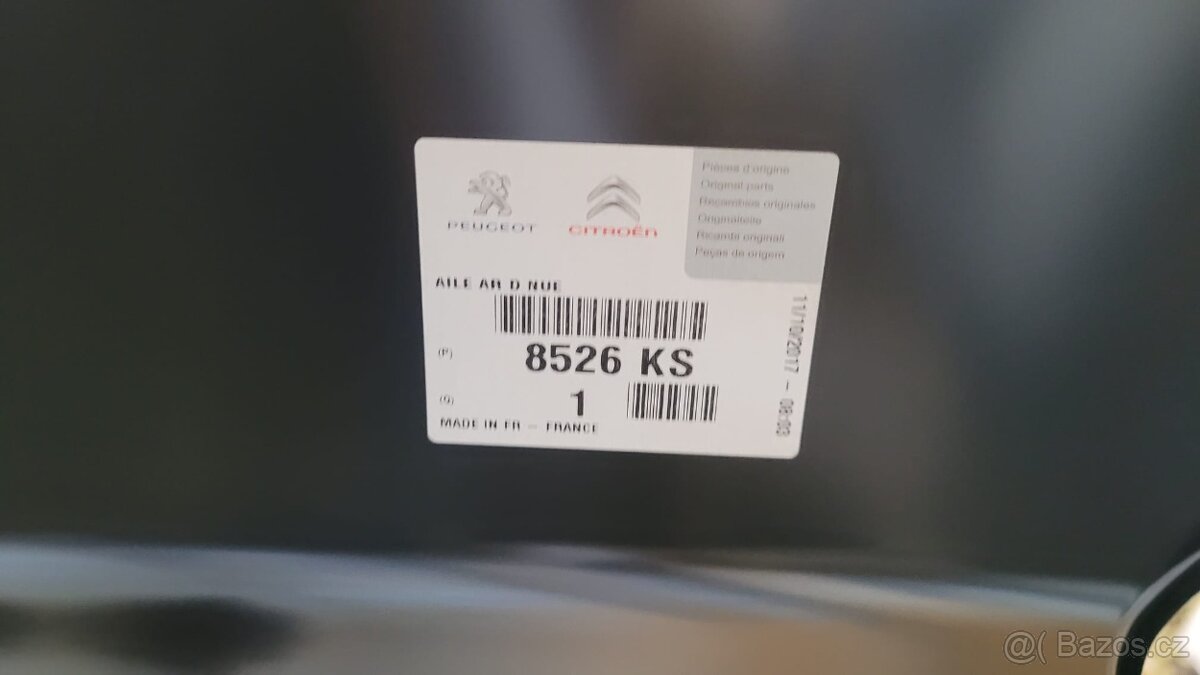 PEUGEOT
CITROËN
Pièces d'origine
Original parts
Recambios originales
Originalteile
Ricambi originali
Peças de origem
AILE AR D NUE
(P) 8526 KS
(Q) 1
MADE IN FR - FRANCE
11/10/2017 - 08:03
@( Bazos.cz